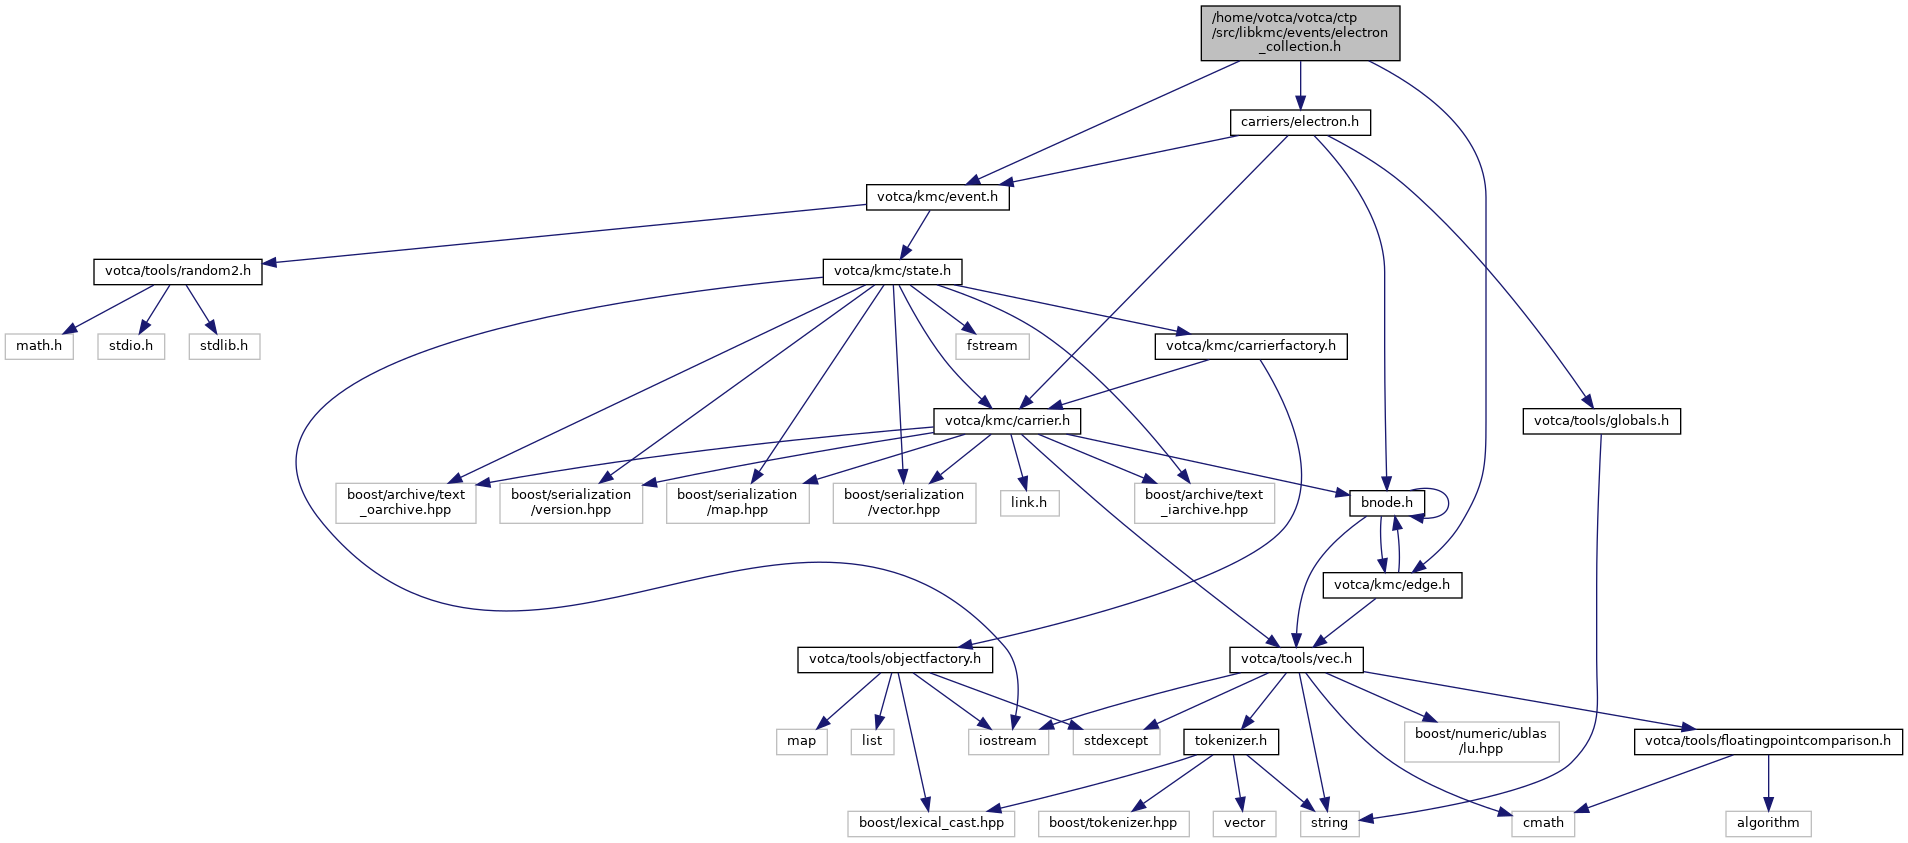 /home/votca/votca/ctp
/src/libkmc/events/electron
_collection.h
carriers/electron.h
votca/kmc/event.h
votca/tools/random2.h
votca/kmc/state.h
math.h
stdio.h
stdlib.h
fstream
votca/kmc/carrierfactory.h
votca/kmc/carrier.h
votca/tools/globals.h
boost/archive/text
_oarchive.hpp
boost/serialization
/version.hpp
boost/serialization
/map.hpp
boost/serialization
/vector.hpp
link.h
boost/archive/text
_iarchive.hpp
bnode.h
votca/kmc/edge.h
votca/tools/objectfactory.h
votca/tools/vec.h
map
list
iostream
stdexcept
tokenizer.h
boost/numeric/ublas
/lu.hpp
votca/tools/floatingpointcomparison.h
boost/lexical_cast.hpp
boost/tokenizer.hpp
vector
string
cmath
algorithm